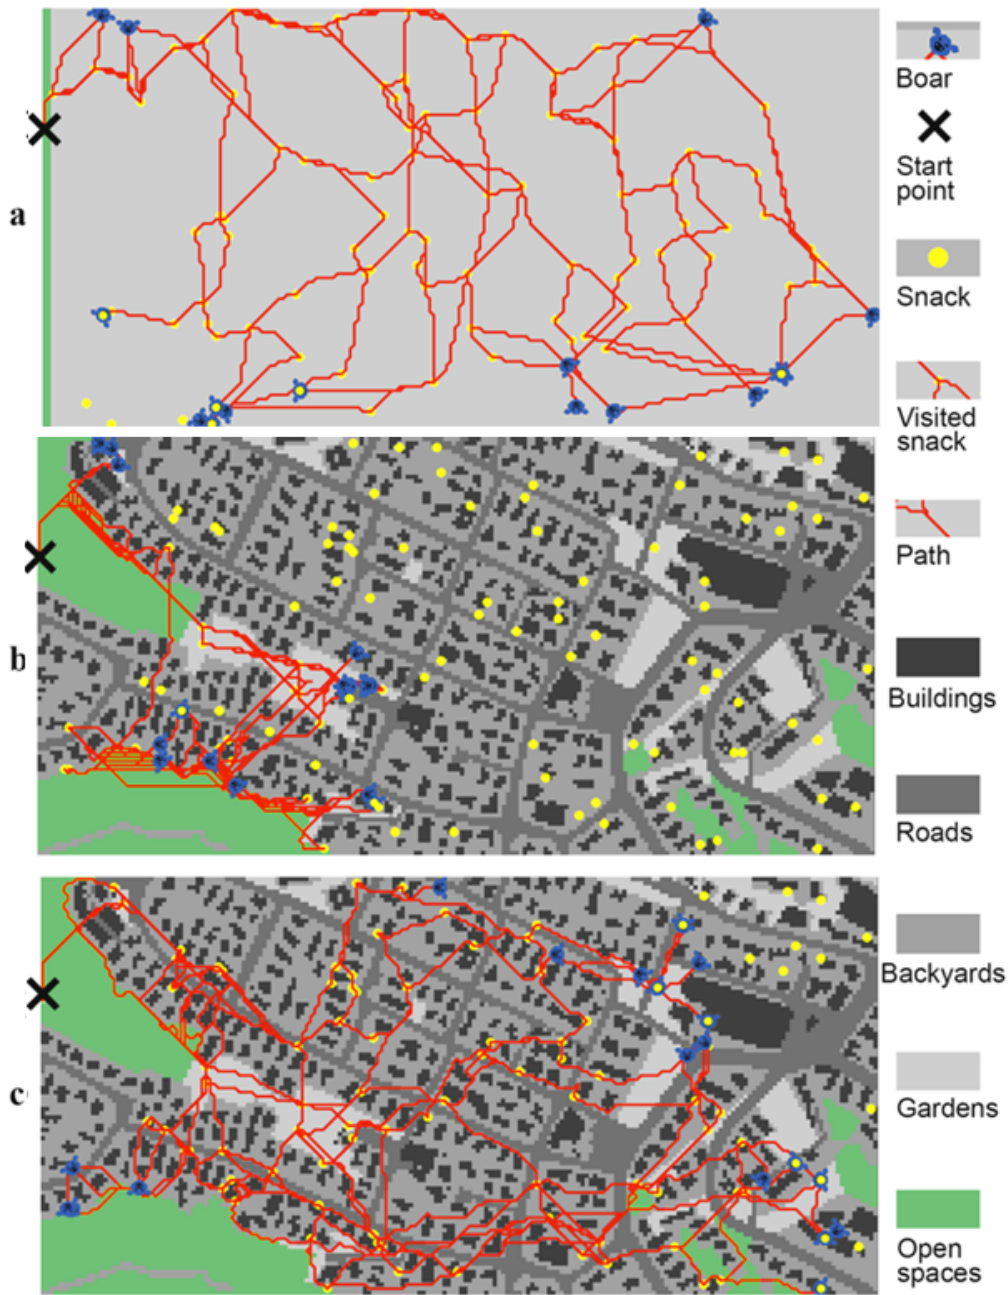 Boar
Start
point
a
Snack
Visited
snack
Path
b
Buildings
Roads
Backyards
c
Gardens
Open
spaces